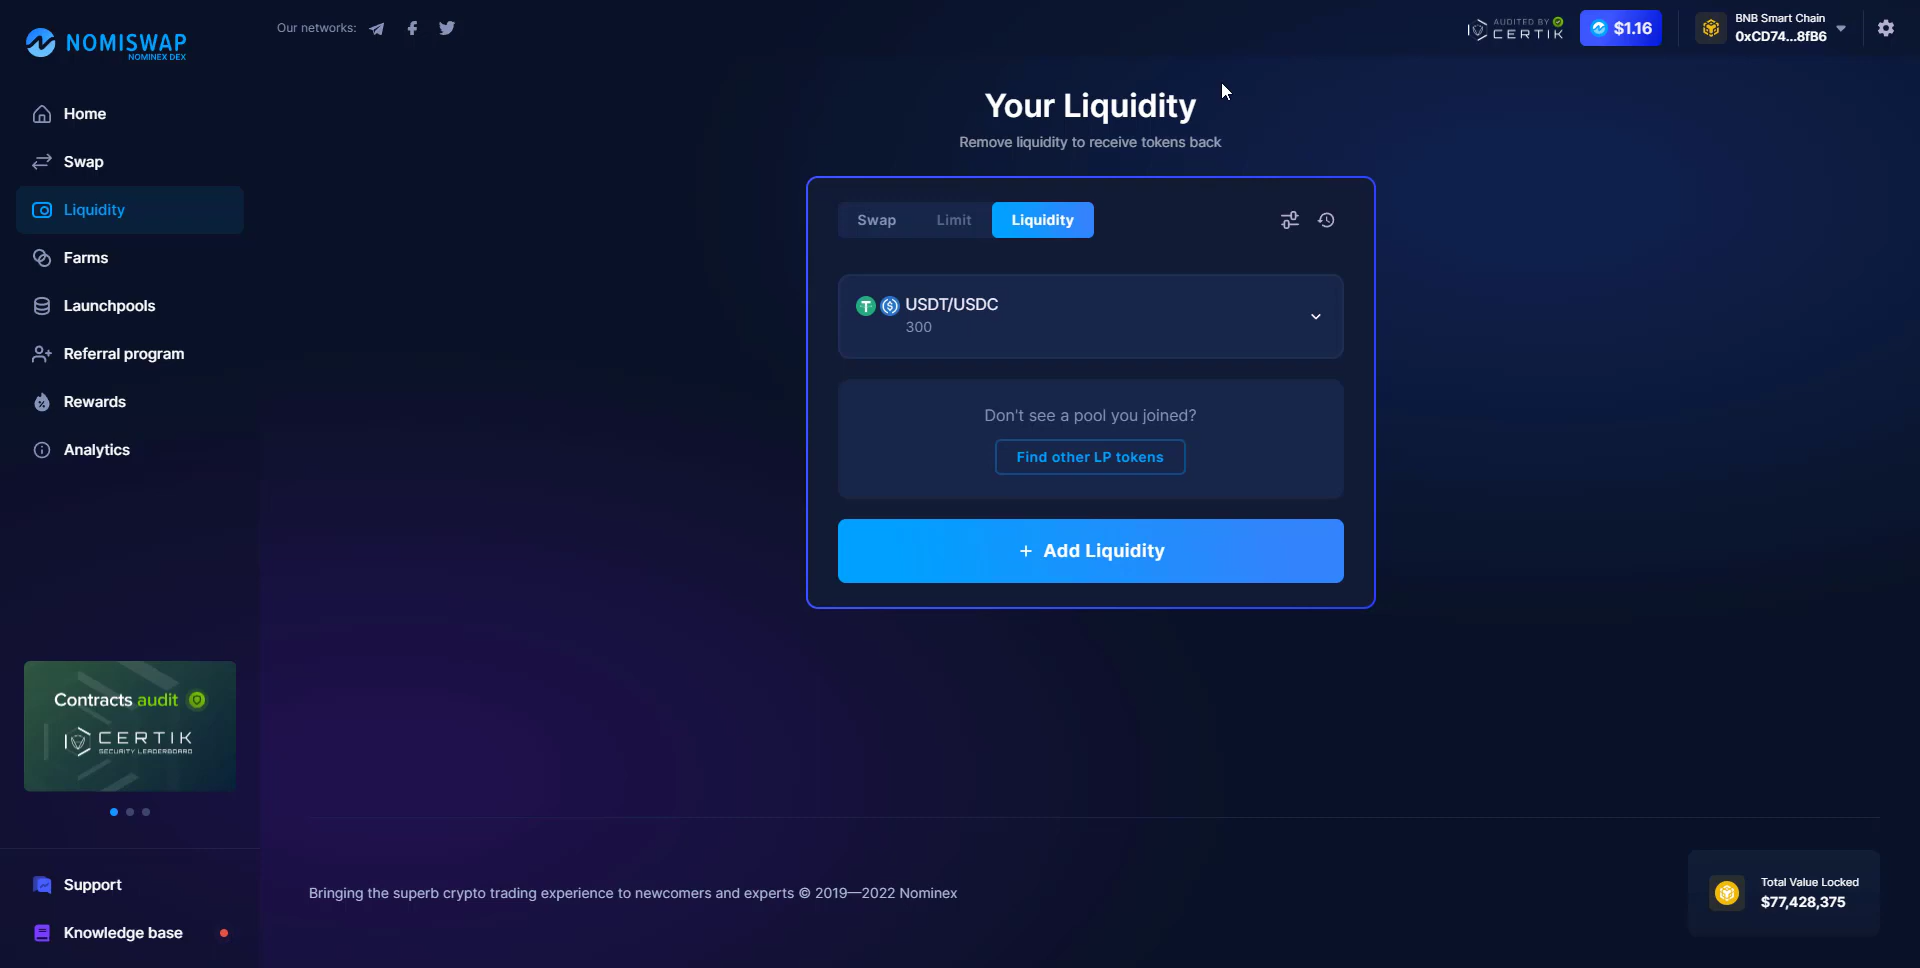 NOMISWAP
NOMINEX DEX
Our networks:
AUDITED BY
CERTIK
$1.16
BNB Smart Chain
0xCD74...8fB6
Home
Swap
Liquidity
Farms
Launchpools
Referral program
Rewards
Analytics
Your Liquidity
Remove liquidity to receive tokens back
Swap
Limit
Liquidity
USDT/USDC
300
Don't see a pool you joined?
Find other LP tokens
+ Add Liquidity
Contracts audit
CERTIK
SECURITY LEADERBOARD
Support
Knowledge base
Bringing the superb crypto trading experience to newcomers and experts © 2019—2022 Nominex
Total Value Locked
$77,428,375